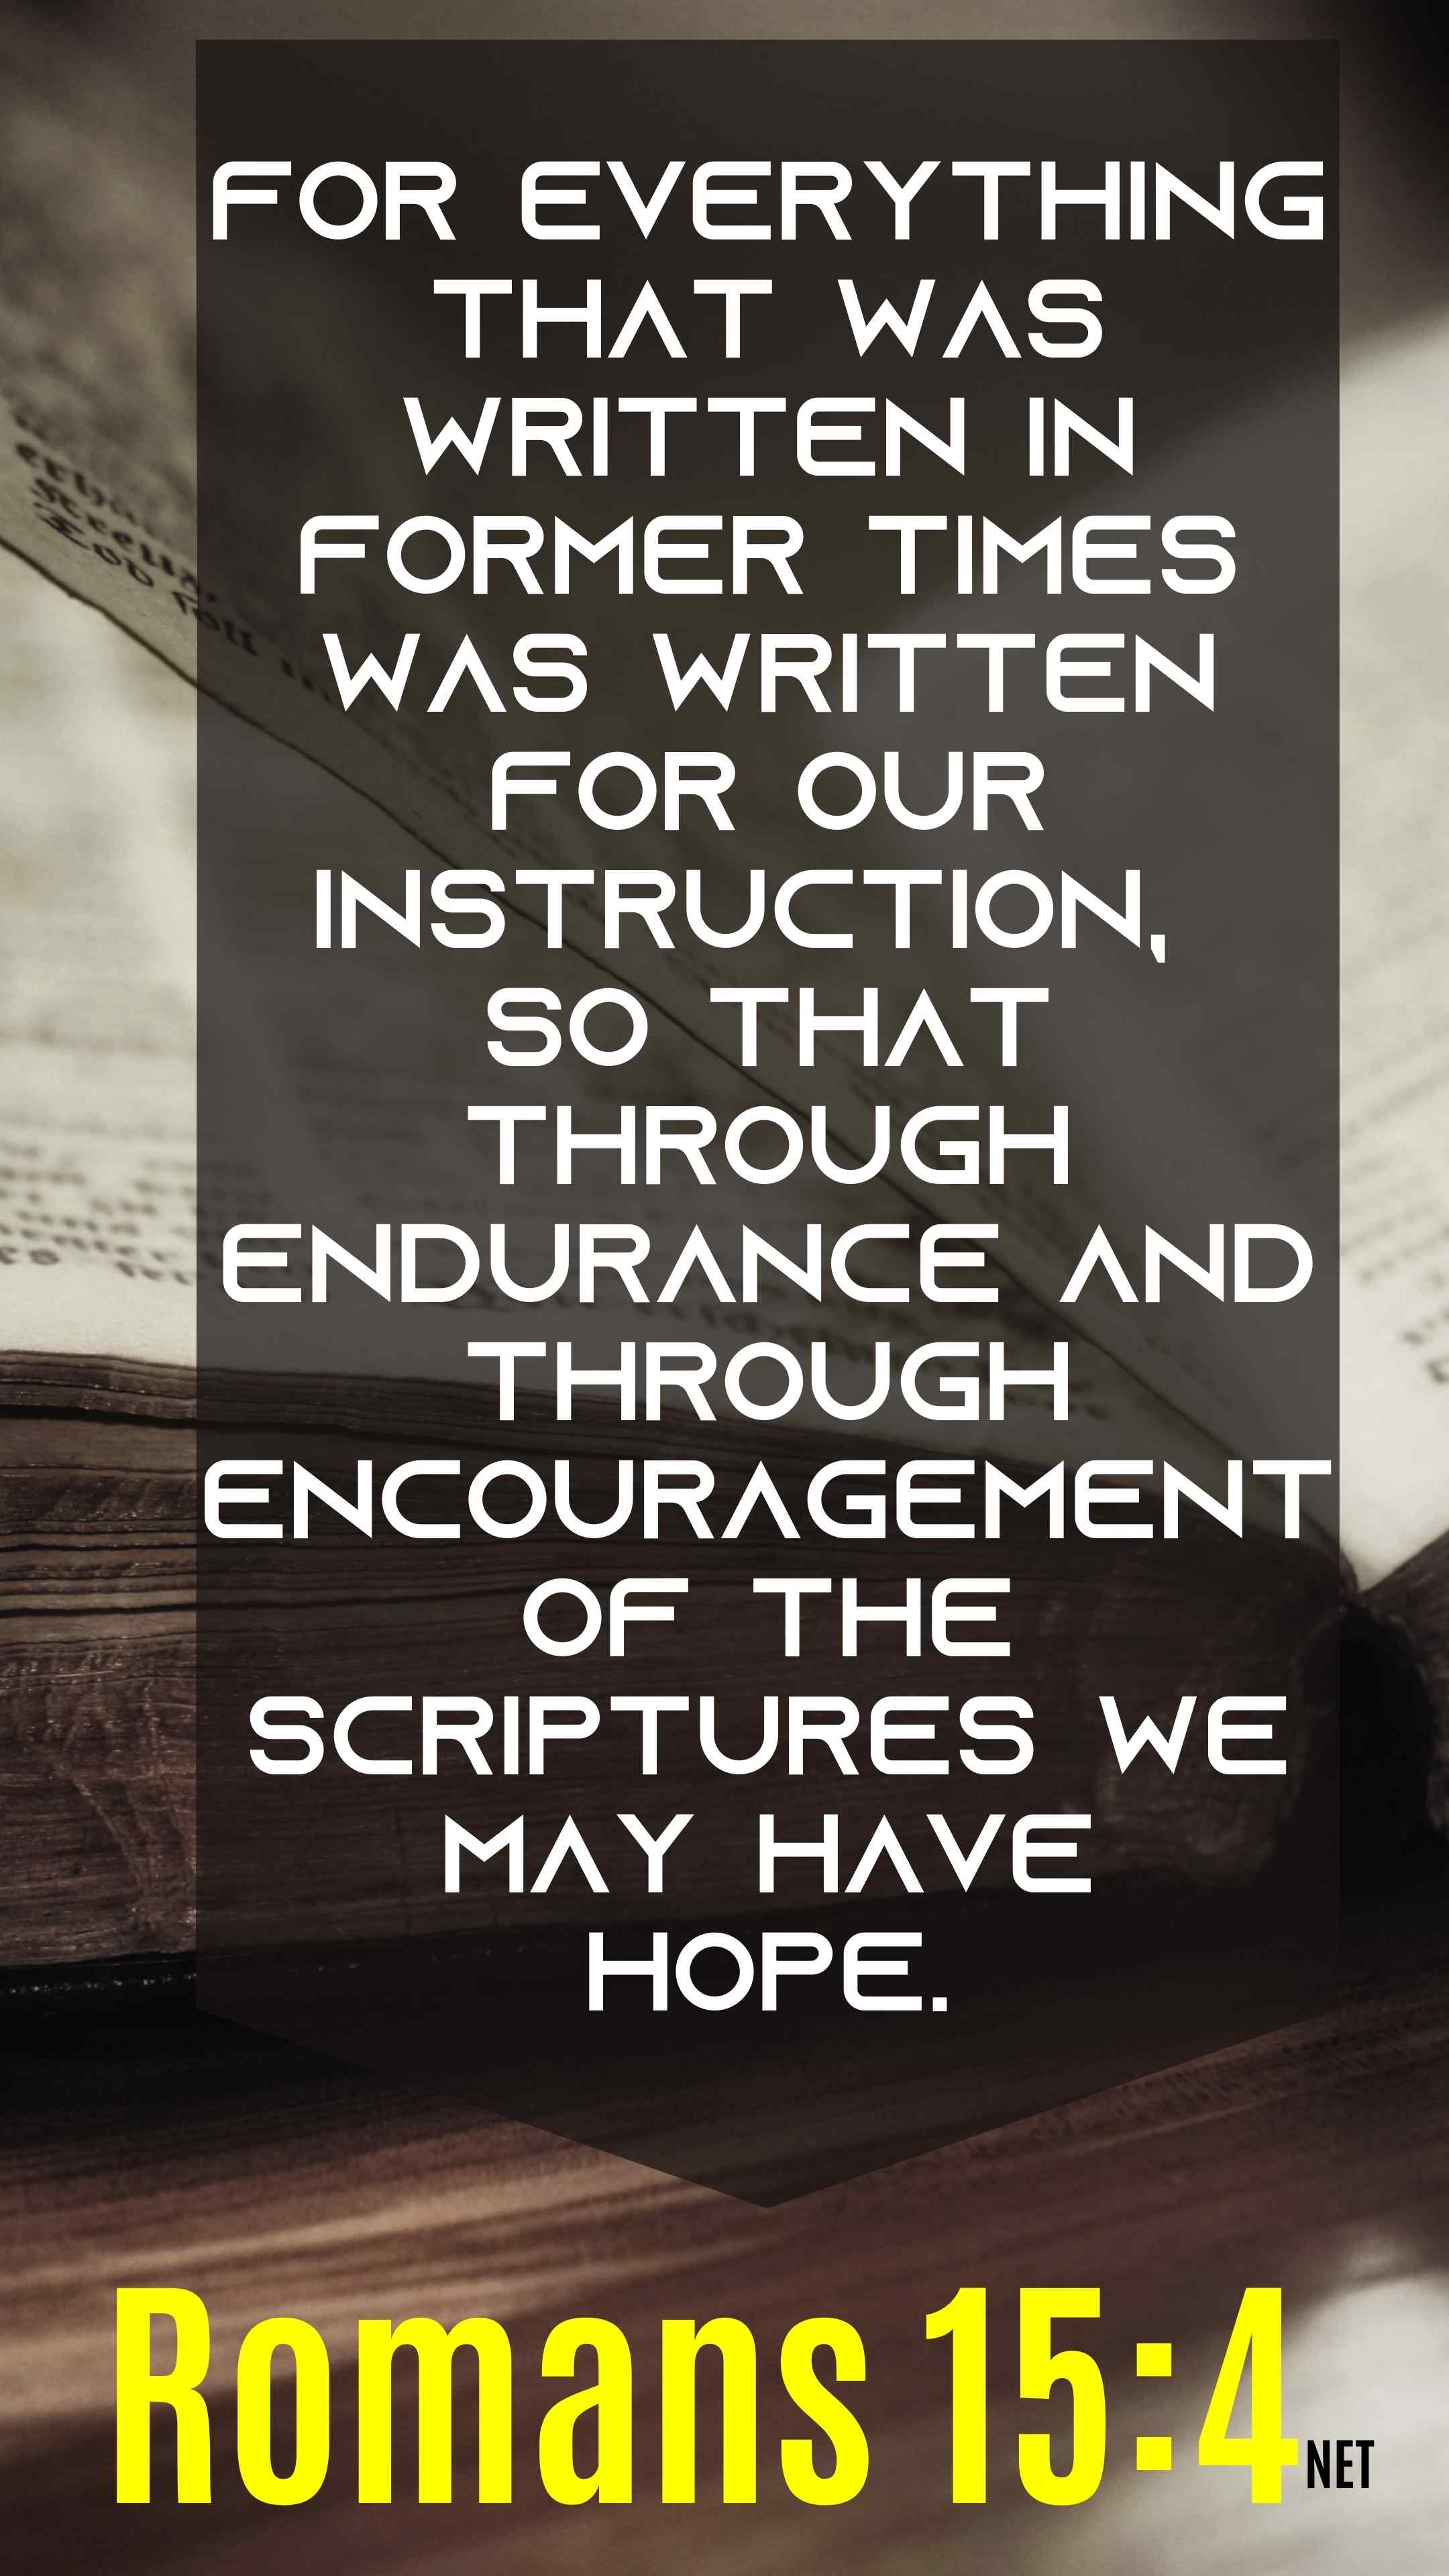 FOR EVERYTHING
THAT WAS
WRITTEN IN
FORMER TIMES
WAS WRITTEN
FOR OUR
INSTRUCTION,
SO THAT
THROUGH
ENDURANCE AND
THROUGH
ENCOURAGEMENT
OF THE
SCRIPTURES WE
MAY HAVE
HOPE.
Romans 15:4 NET